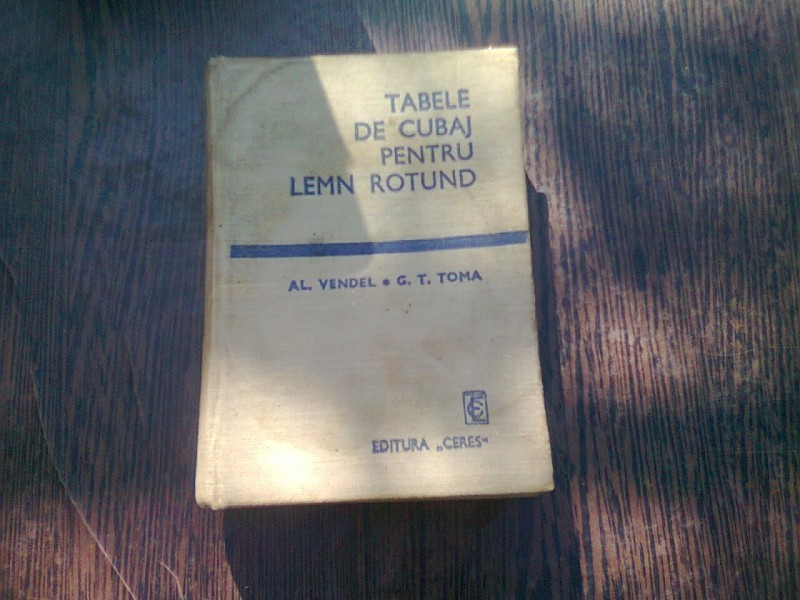 TABELE
DE CUBAJ
PENTRU
LEMN ROTUND
AL. VENDEL • G. T. TOMA
EDITURA „CERES“